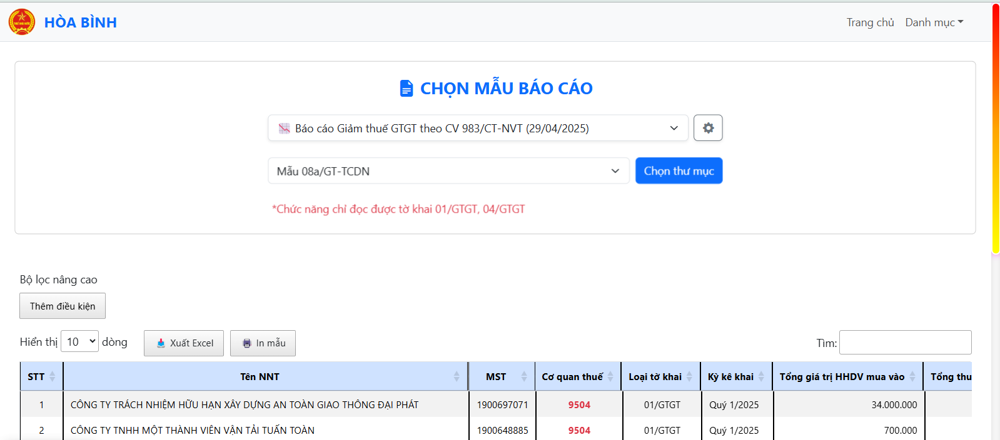 HÒA BÌNH
Trang chủ Danh mục
CHỌN MẪU BÁO CÁO
Báo cáo Giảm thuế GTGT theo CV 983/CT-NVT (29/04/2025)
Mẫu 08a/GT-TCDN Chọn thư mục
*Chức năng chỉ đọc được tờ khai 01/GTGT, 04/GTGT
Bộ lọc nâng cao
Thêm điều kiện
Hiển thị 10 dòng Xuất Excel In mẫu Tìm:
STT Tên NNT MST Cơ quan thuế Loại tờ khai Kỳ kê khai Tổng giá trị HHDV mua vào Tổng thu
1 CÔNG TY TRÁCH NHIỆM HỮU HẠN XÂY DỰNG AN TOÀN GIAO THÔNG ĐẠI PHÁT 1900697071 9504 01/GTGT Quý 1/2025 34.000.000
2 CÔNG TY TNHH MỘT THÀNH VIÊN VẬN TẢI TUẤN TOÀN 1900648885 9504 01/GTGT Quý 1/2025 700.000